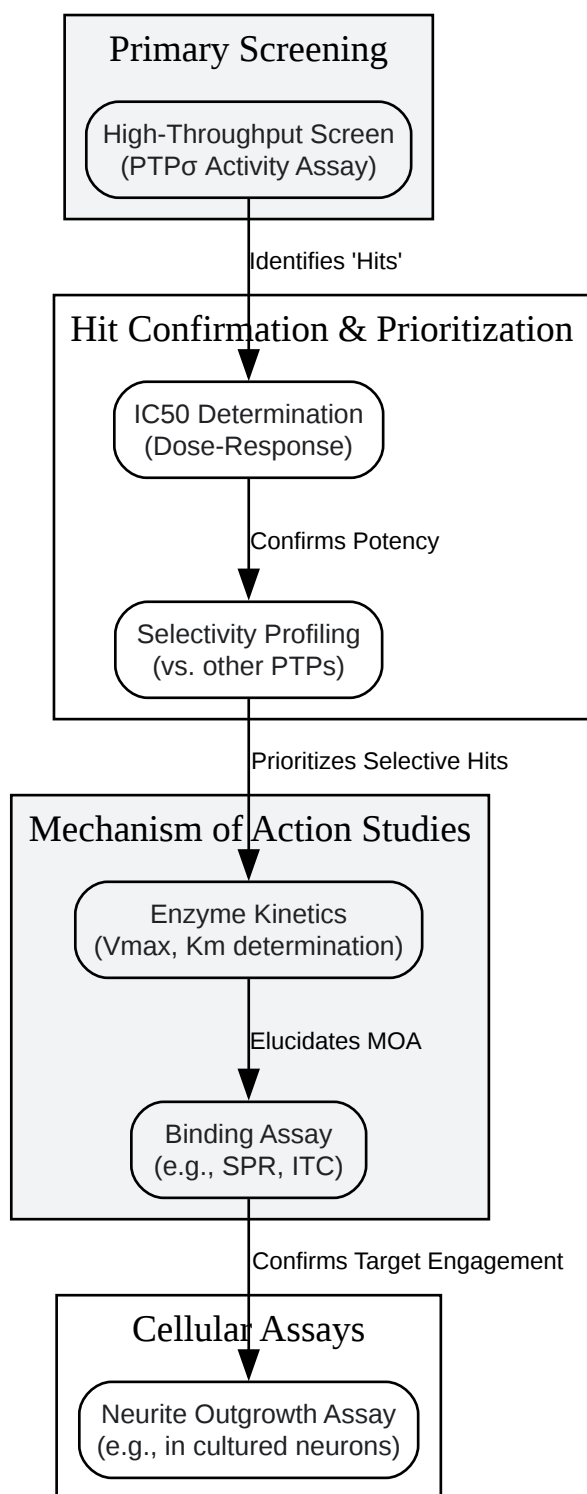 Primary Screening
High-Throughput Screen
(PTPσ Activity Assay)
Identifies 'Hits'
Hit Confirmation & Prioritization
IC50 Determination
(Dose-Response)
Confirms Potency
Selectivity Profiling
(vs. other PTPs)
Prioritizes Selective Hits
Mechanism of Action Studies
Enzyme Kinetics
(Vmax, Km determination)
Elucidates MOA
Binding Assay
(e.g., SPR, ITC)
Confirms Target Engagement
Cellular Assays
Neurite Outgrowth Assay
(e.g., in cultured neurons)